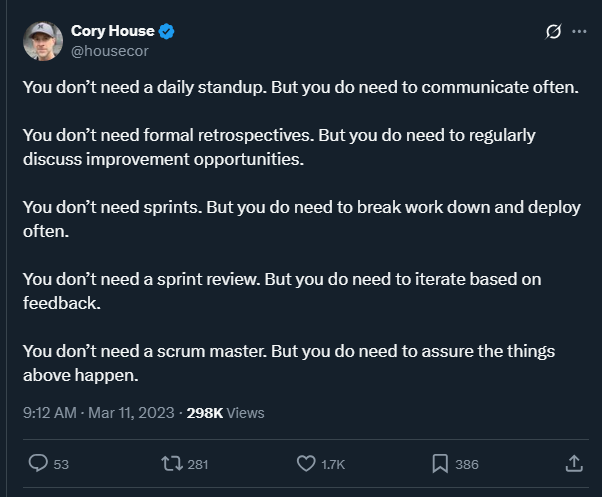 Cory House
@housecor
You don’t need a daily standup. But you do need to communicate often.
You don’t need formal retrospectives. But you do need to regularly
discuss improvement opportunities.
You don’t need sprints. But you do need to break work down and deploy
often.
You don’t need a sprint review. But you do need to iterate based on
feedback.
You don’t need a scrum master. But you do need to assure the things
above happen.
9:12 AM · Mar 11, 2023 · 298K Views
53 281 1.7K 386